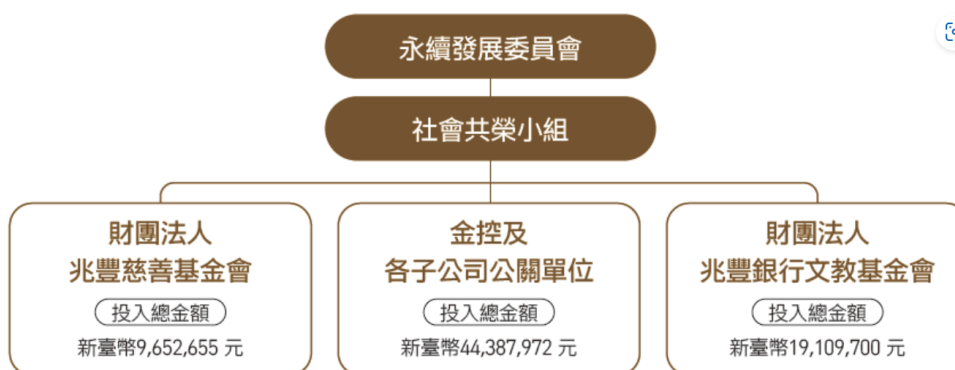 永續發展委員會
社會共榮小組
財團法人
兆豐慈善基金會
投入總金額
新臺幣9,652,655 元
金控及
各子公司公關單位
投入總金額
新臺幣44,387,972 元
財團法人
兆豐銀行文教基金會
投入總金額
新臺幣19,109,700 元